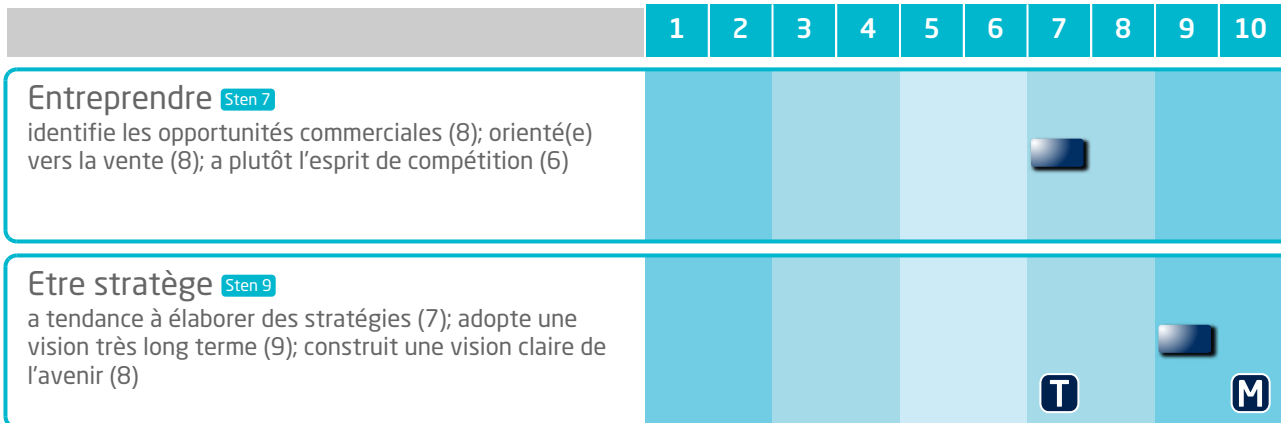 1 2 3 4 5 6 7 8 9 10
Entreprendre Sten 7
identifie les opportunités commerciales (8); orienté(e)
vers la vente (8); a plutôt l'esprit de compétition (6)
Etre stratège Sten 9
a tendance à élaborer des stratégies (7); adopte une
vision très long terme (9); construit une vision claire de
l'avenir (8)
T M